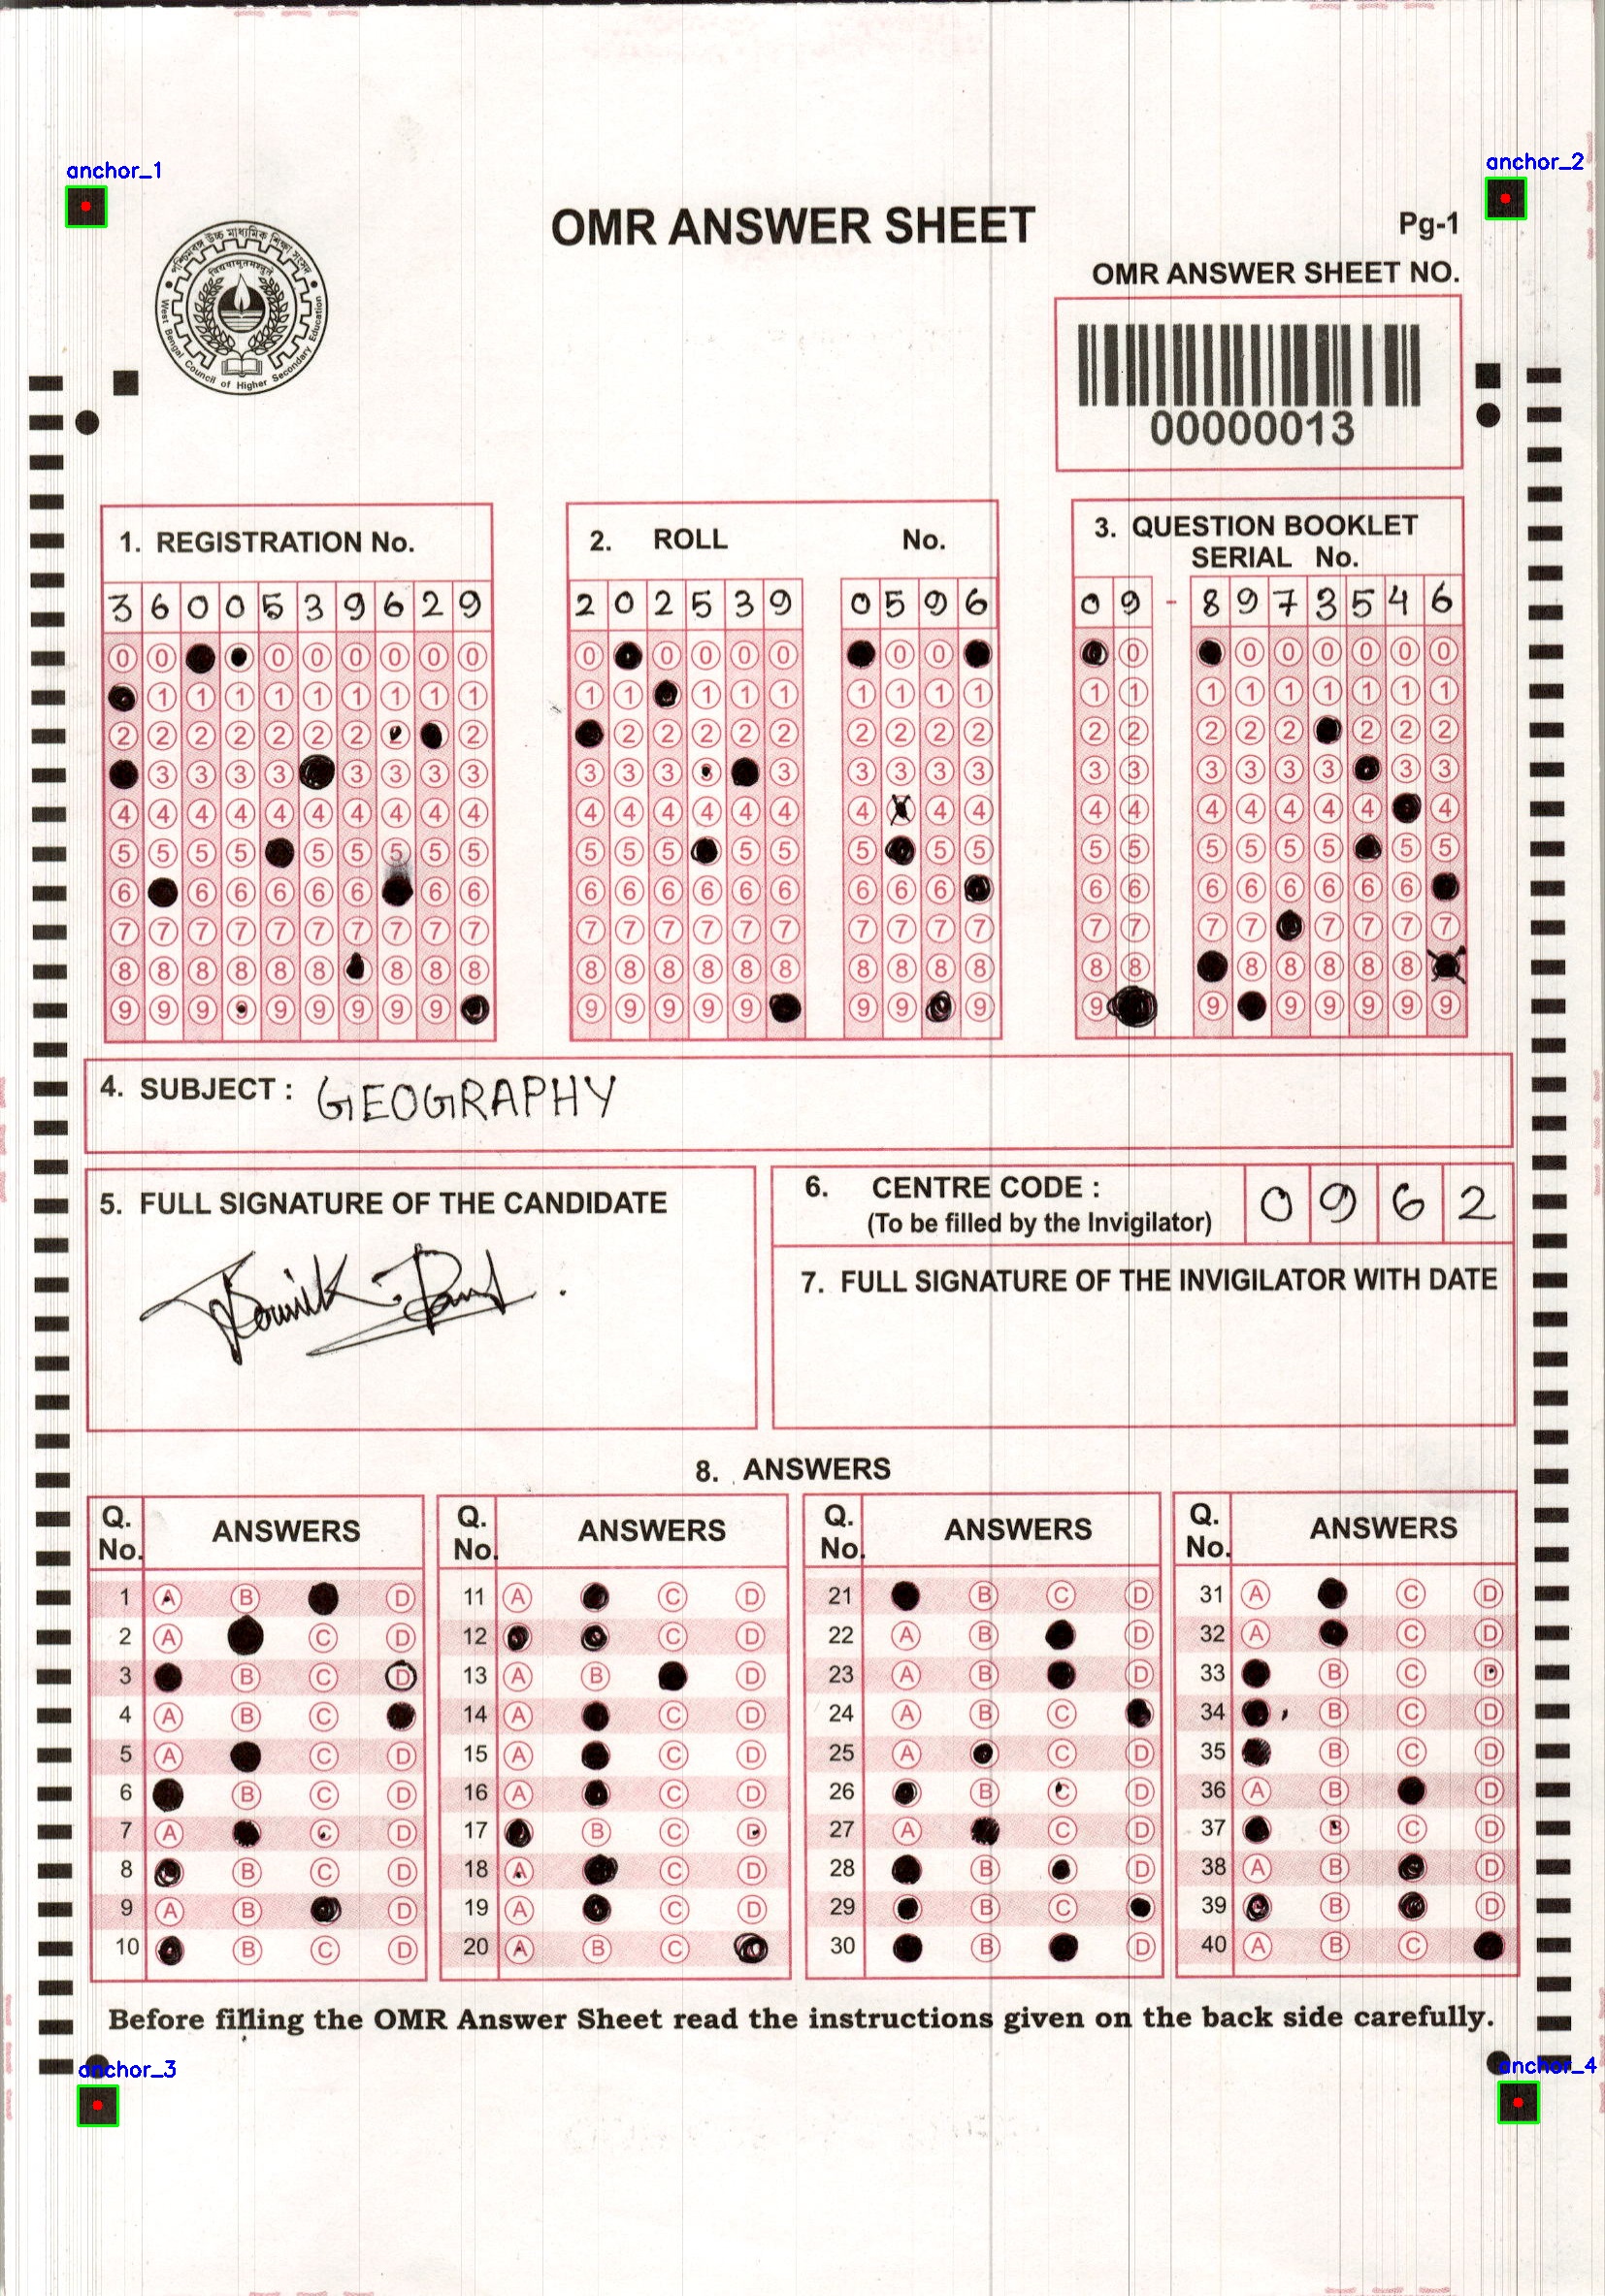 anchor_1
anchor_2
OMR ANSWER SHEET
Pg-1
OMR ANSWER SHEET NO.
00000013
পশ্চিমবঙ্গ উচ্চ মাধ্যমিক শিক্ষা সংসদ
West Bengal Council of Higher Secondary Education
1. REGISTRATION No.
3 6 0 0 5 3 9 6 2 9
2. ROLL No.
2 0 2 5 3 9 0 5 9 6
3. QUESTION BOOKLET
SERIAL No.
0 9 - 8 9 7 3 5 4 6
4. SUBJECT : GEOGRAPHY
5. FULL SIGNATURE OF THE CANDIDATE
6. CENTRE CODE : 0 9 6 2
(To be filled by the Invigilator)
7. FULL SIGNATURE OF THE INVIGILATOR WITH DATE
8. ANSWERS
Q. No. ANSWERS Q. No. ANSWERS Q. No. ANSWERS Q. No. ANSWERS
1 A B D 11 A C D 21 B C D 31 A C D
2 A C D 12 C D 22 A B D 32 A C D
3 B C D 13 A B D 23 A B D 33 B C D
4 A B C 14 A C D 24 A B C 34 B C D
5 A C D 15 A C D 25 A C D 35 B C D
6 B C D 16 A C D 26 B C D 36 A B D
7 A C D 17 B C D 27 A C D 37 B C D
8 B C D 18 A C D 28 B D 38 A B D
9 A B D 19 A C D 29 B C 39 B D
10 B C D 20 A B C 30 B D 40 A B C
Before filling the OMR Answer Sheet read the instructions given on the back side carefully.
anchor_3
anchor_4